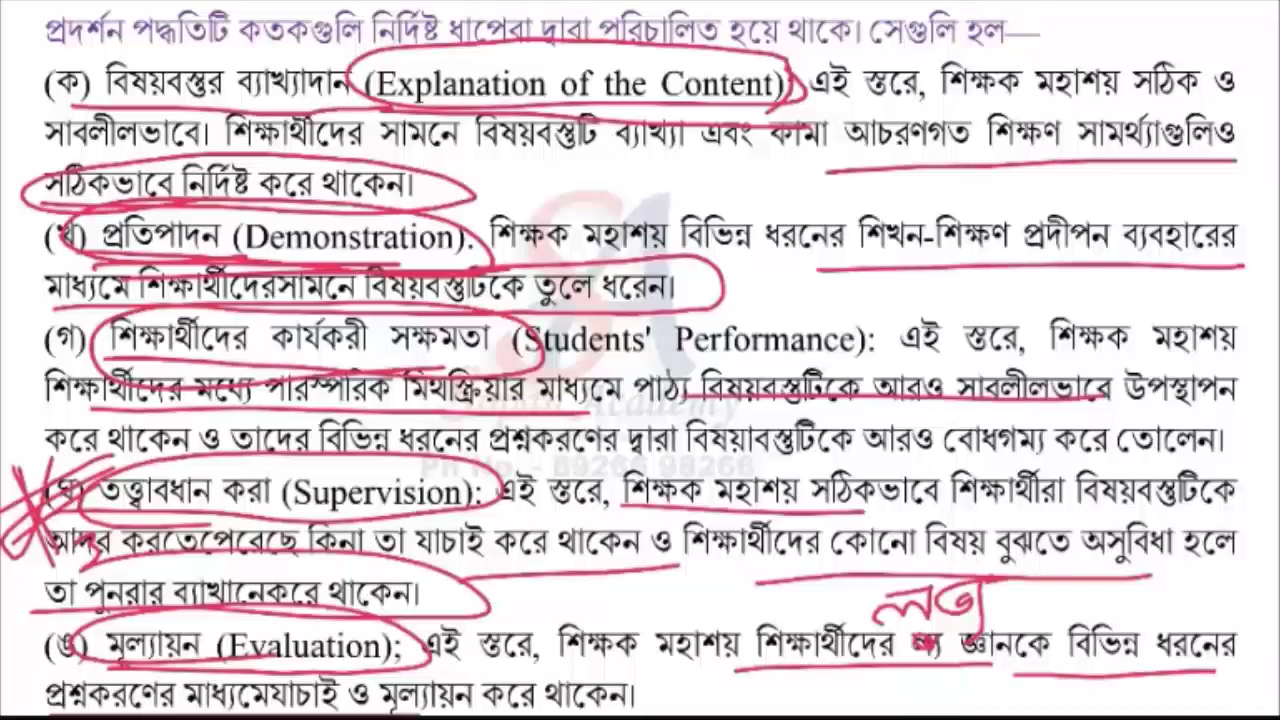 প্রদর্শন পদ্ধতিটি কতকগুলি নির্দিষ্ট ধাপের দ্বারা পরিচালিত হয়ে থাকে। সেগুলি হল—
(ক) বিষয়বস্তুর ব্যাখ্যাদান (Explanation of the Content): এই স্তরে, শিক্ষক মহাশয় সঠিক ও
সাবলীলভাবে। শিক্ষার্থীদের সামনে বিষয়বস্তুটি ব্যাখ্যা এবং কাম্য আচরণগত শিক্ষণ সামর্থ্যাগুলিও
সঠিকভাবে নির্দিষ্ট করে থাকেন।
(খ) প্রতিপাদন (Demonstration). শিক্ষক মহাশয় বিভিন্ন ধরনের শিখন-শিক্ষণ প্রদীপন ব্যবহারের
মাধ্যমে শিক্ষার্থীদেরসামনে বিষয়বস্তুটিকে তুলে ধরেন।
(গ) শিক্ষার্থীদের কার্যকরী সক্ষমতা (Students' Performance): এই স্তরে, শিক্ষক মহাশয়
শিক্ষার্থীদের মধ্যে পারস্পরিক মিথস্ক্রিয়ার মাধ্যমে পাঠ্য বিষয়বস্তুটিকে আরও সাবলীলভাবে উপস্থাপন
করে থাকেন ও তাদের বিভিন্ন ধরনের প্রশ্নকরণের দ্বারা বিষয়াবস্তুটিকে আরও বোধগম্য করে তোলেন।
Academy
PH No.-
(ঘ) তত্ত্বাবধান করা (Supervision): এই স্তরে, শিক্ষক মহাশয় সঠিকভাবে শিক্ষার্থীরা বিষয়বস্তুটিকে
করতেপেরেছে কিনা তা যাচাই করে থাকেন ও শিক্ষার্থীদের কোনো বিষয় বুঝতে অসুবিধা হলে
তা পুনরার ব্যাখানেকরে থাকেন।
লব্ধ
(ঙ) মূল্যায়ন (Evaluation); এই স্তরে, শিক্ষক মহাশয় শিক্ষার্থীদের জ্ঞানকে বিভিন্ন ধরনের
প্রশ্নকরণের মাধ্যমেযাচাই ও মূল্যায়ন করে থাকেন।